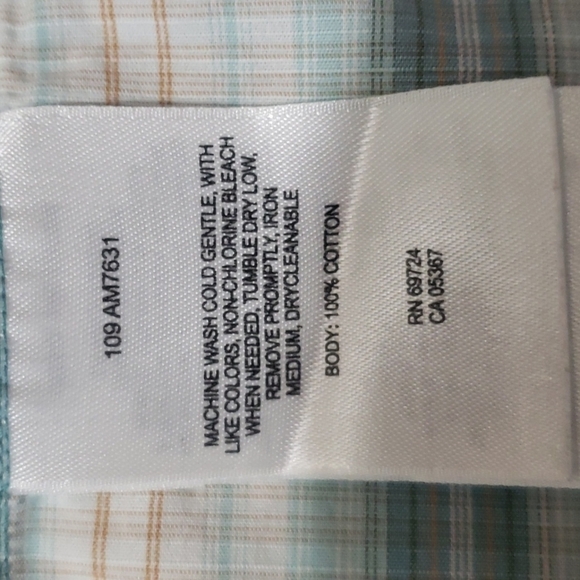 109 AM7631
MACHINE WASH COLD GENTLE, WITH
LIKE COLORS, NON-CHLORINE BLEACH
WHEN NEEDED, TUMBLE DRY LOW,
REMOVE PROMPTLY, IRON
MEDIUM, DRYCLEANABLE
BODY: 100% COTTON
RN 69724
CA 05367